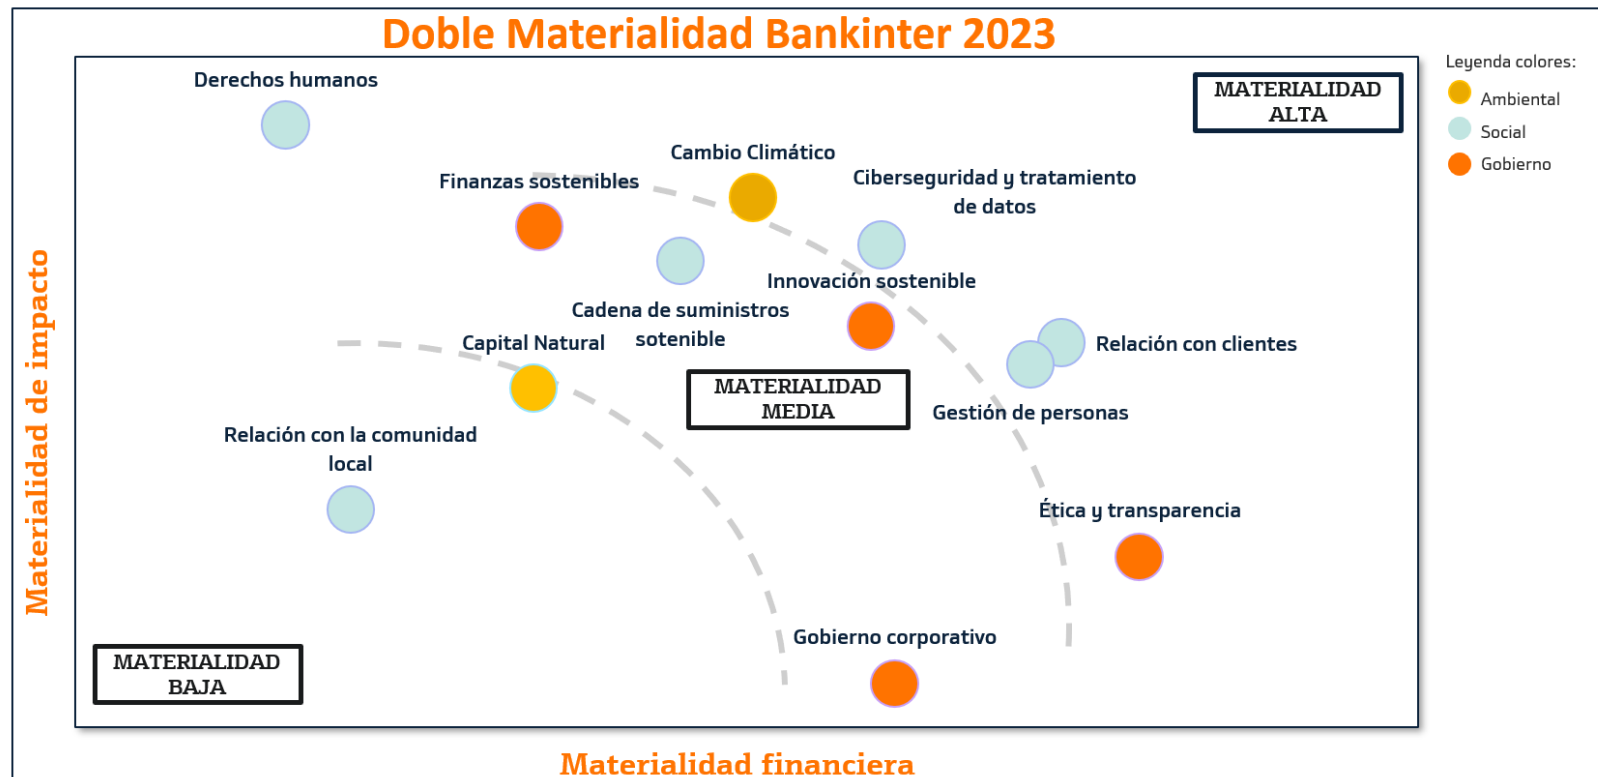 Doble Materialidad Bankinter 2023
Leyenda colores:
Ambiental
Social
Gobierno
MATERIALIDAD
ALTA
Derechos humanos
Cambio Climático
Finanzas sostenibles
Ciberseguridad y tratamiento
de datos
Innovación sostenible
Cadena de suministros
sotenible
Capital Natural
Relación con clientes
MATERIALIDAD
MEDIA
Gestión de personas
Relación con la comunidad
local
Ética y transparencia
Gobierno corporativo
MATERIALIDAD
BAJA
Materialidad de impacto
Materialidad financiera